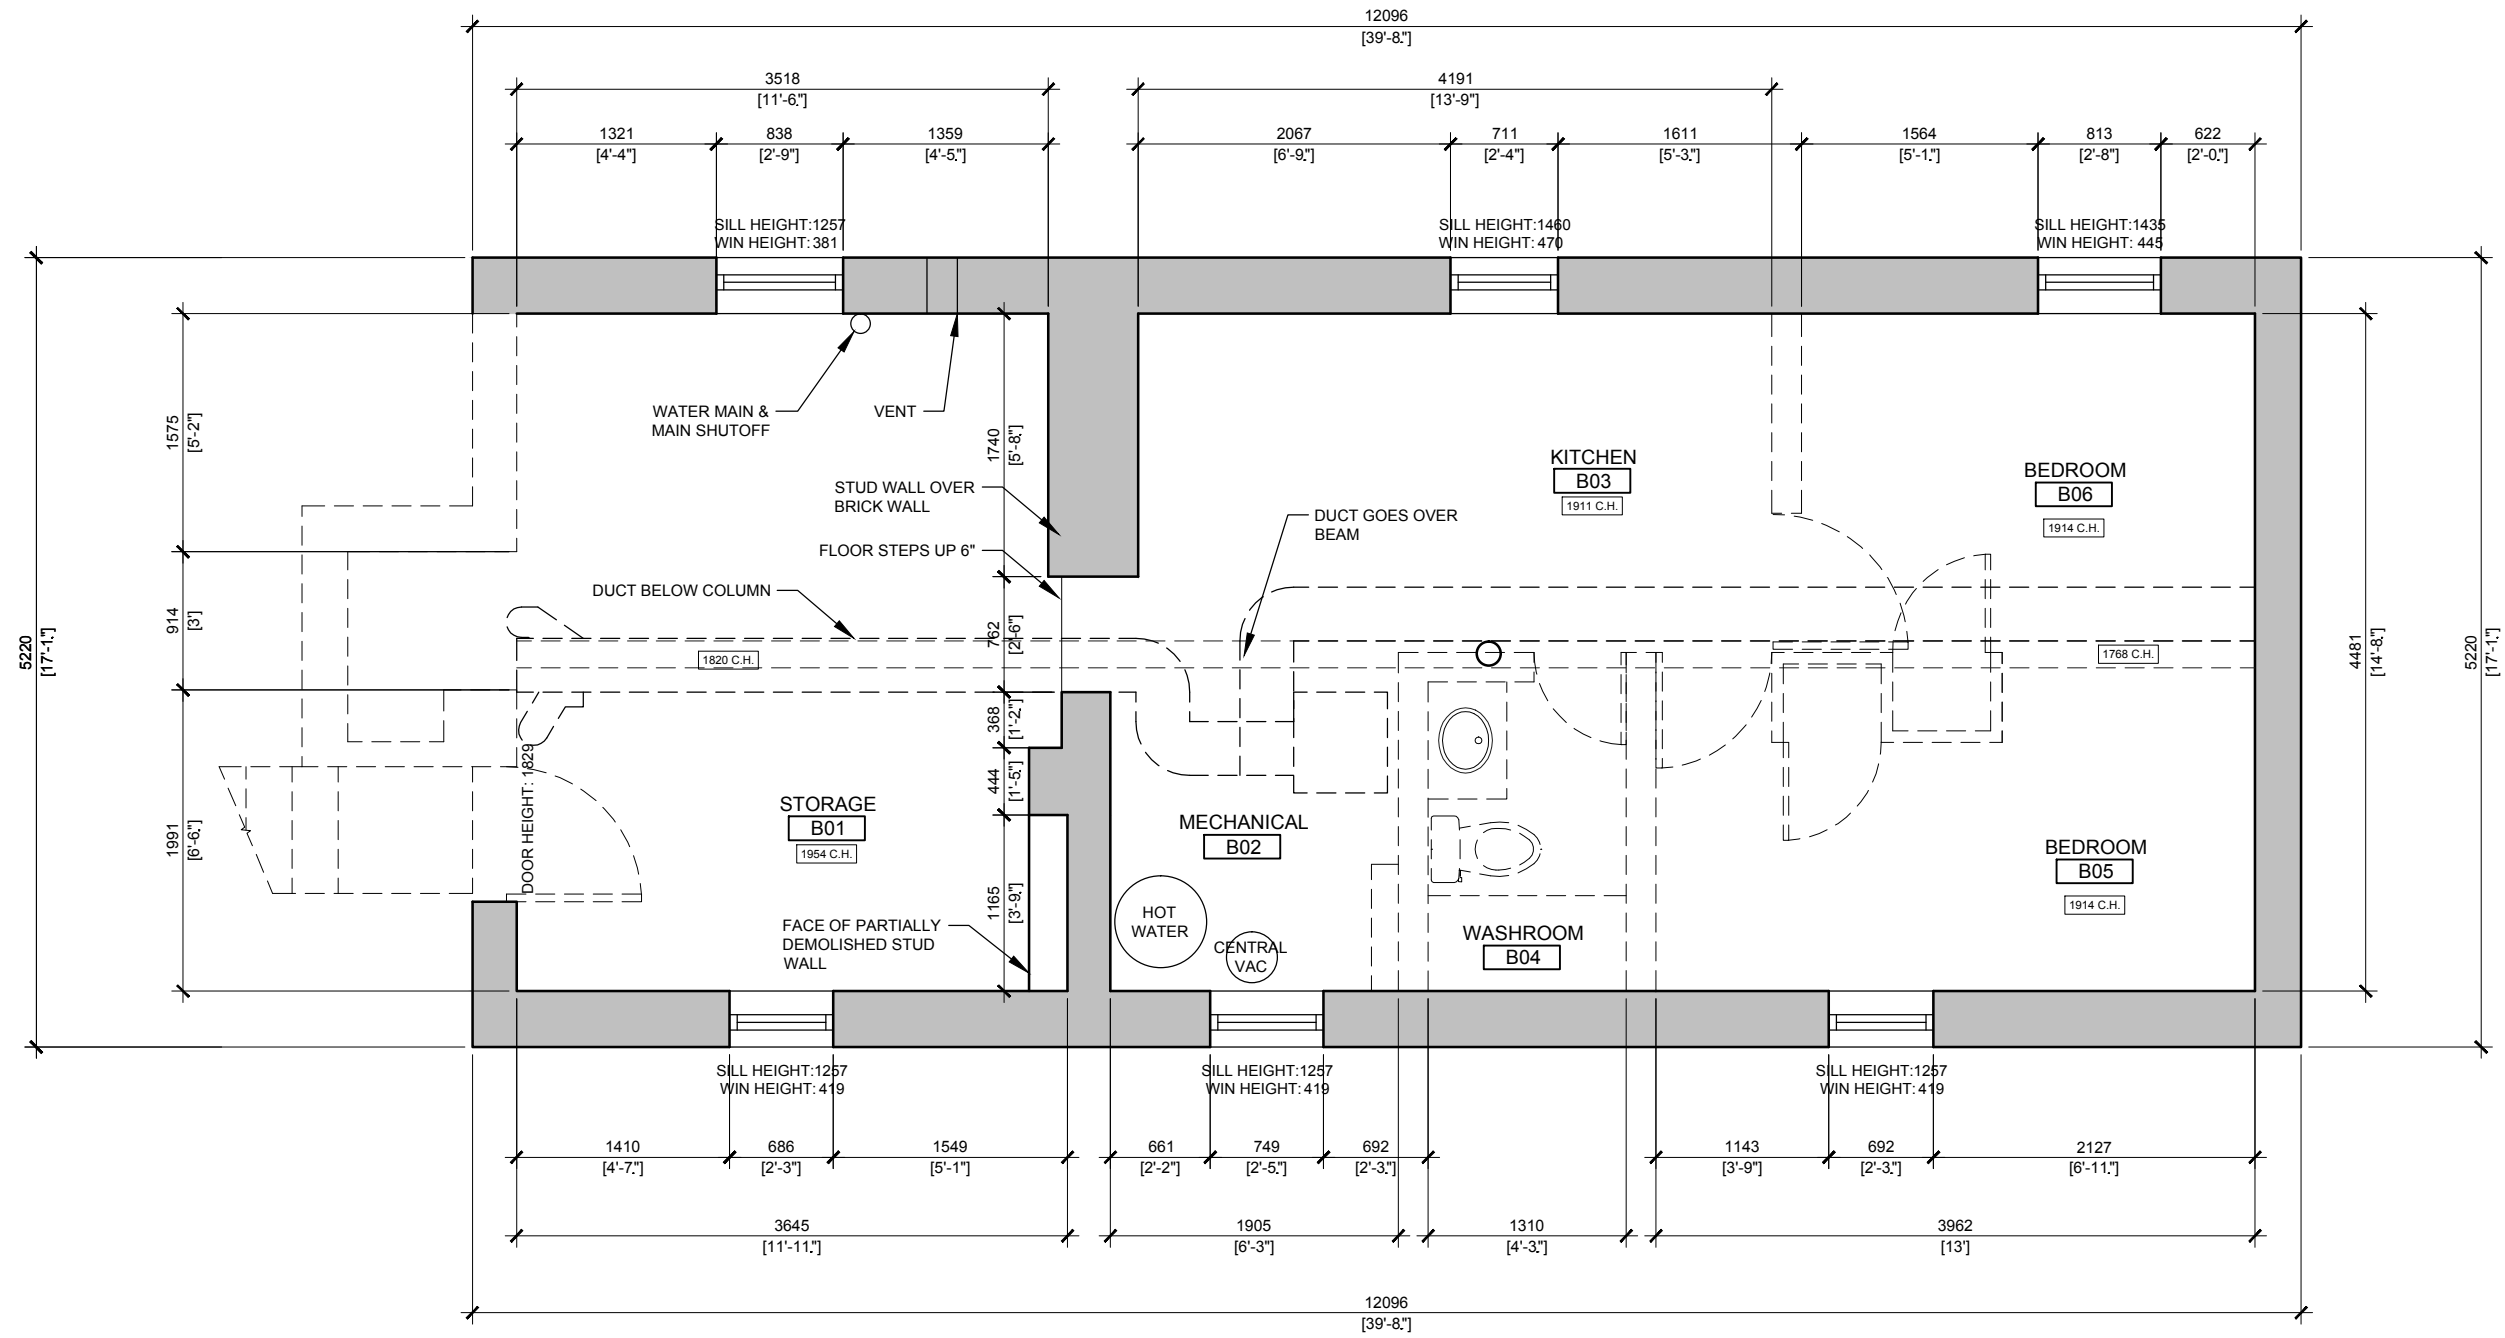 12096
[39'-8."]
3518
[11'-6."]
4191
[13'-9"]
1321
[4'-4"]
838
[2'-9"]
1359
[4'-5."]
2067
[6'-9."]
711
[2'-4"]
1611
[5'-3."]
1564
[5'-1."]
813
[2'-8"]
622
[2'-0."]
SILL HEIGHT:1257
WIN HEIGHT: 381
SILL HEIGHT:1460
WIN HEIGHT: 470
SILL HEIGHT:1435
WIN HEIGHT: 445
5220
[17'-1."]
1575
[5'-2"]
914
[3']
1991
[6'-6."]
WATER MAIN &
MAIN SHUTOFF
VENT
1740
[5'-8."]
STUD WALL OVER
BRICK WALL
FLOOR STEPS UP 6"
DUCT BELOW COLUMN
762
[2'-6"]
1820 C.H.
368
[1'-2."]
444
[1'-5."]
1165
[3'-9."]
DOOR HEIGHT: 1829
STORAGE
B01
1954 C.H.
FACE OF PARTIALLY
DEMOLISHED STUD
WALL
KITCHEN
B03
1911 C.H.
DUCT GOES OVER
BEAM
BEDROOM
B06
1914 C.H.
1768 C.H.
MECHANICAL
B02
HOT
WATER
CENTRAL
VAC
WASHROOM
B04
BEDROOM
B05
1914 C.H.
4481
[14'-8."]
5220
[17'-1."]
SILL HEIGHT:1257
WIN HEIGHT: 419
SILL HEIGHT:1257
WIN HEIGHT: 419
SILL HEIGHT:1257
WIN HEIGHT: 419
1410
[4'-7."]
686
[2'-3"]
1549
[5'-1"]
661
[2'-2"]
749
[2'-5."]
692
[2'-3."]
1143
[3'-9"]
692
[2'-3."]
2127
[6'-11."]
3645
[11'-11."]
1905
[6'-3"]
1310
[4'-3."]
3962
[13']
12096
[39'-8."]